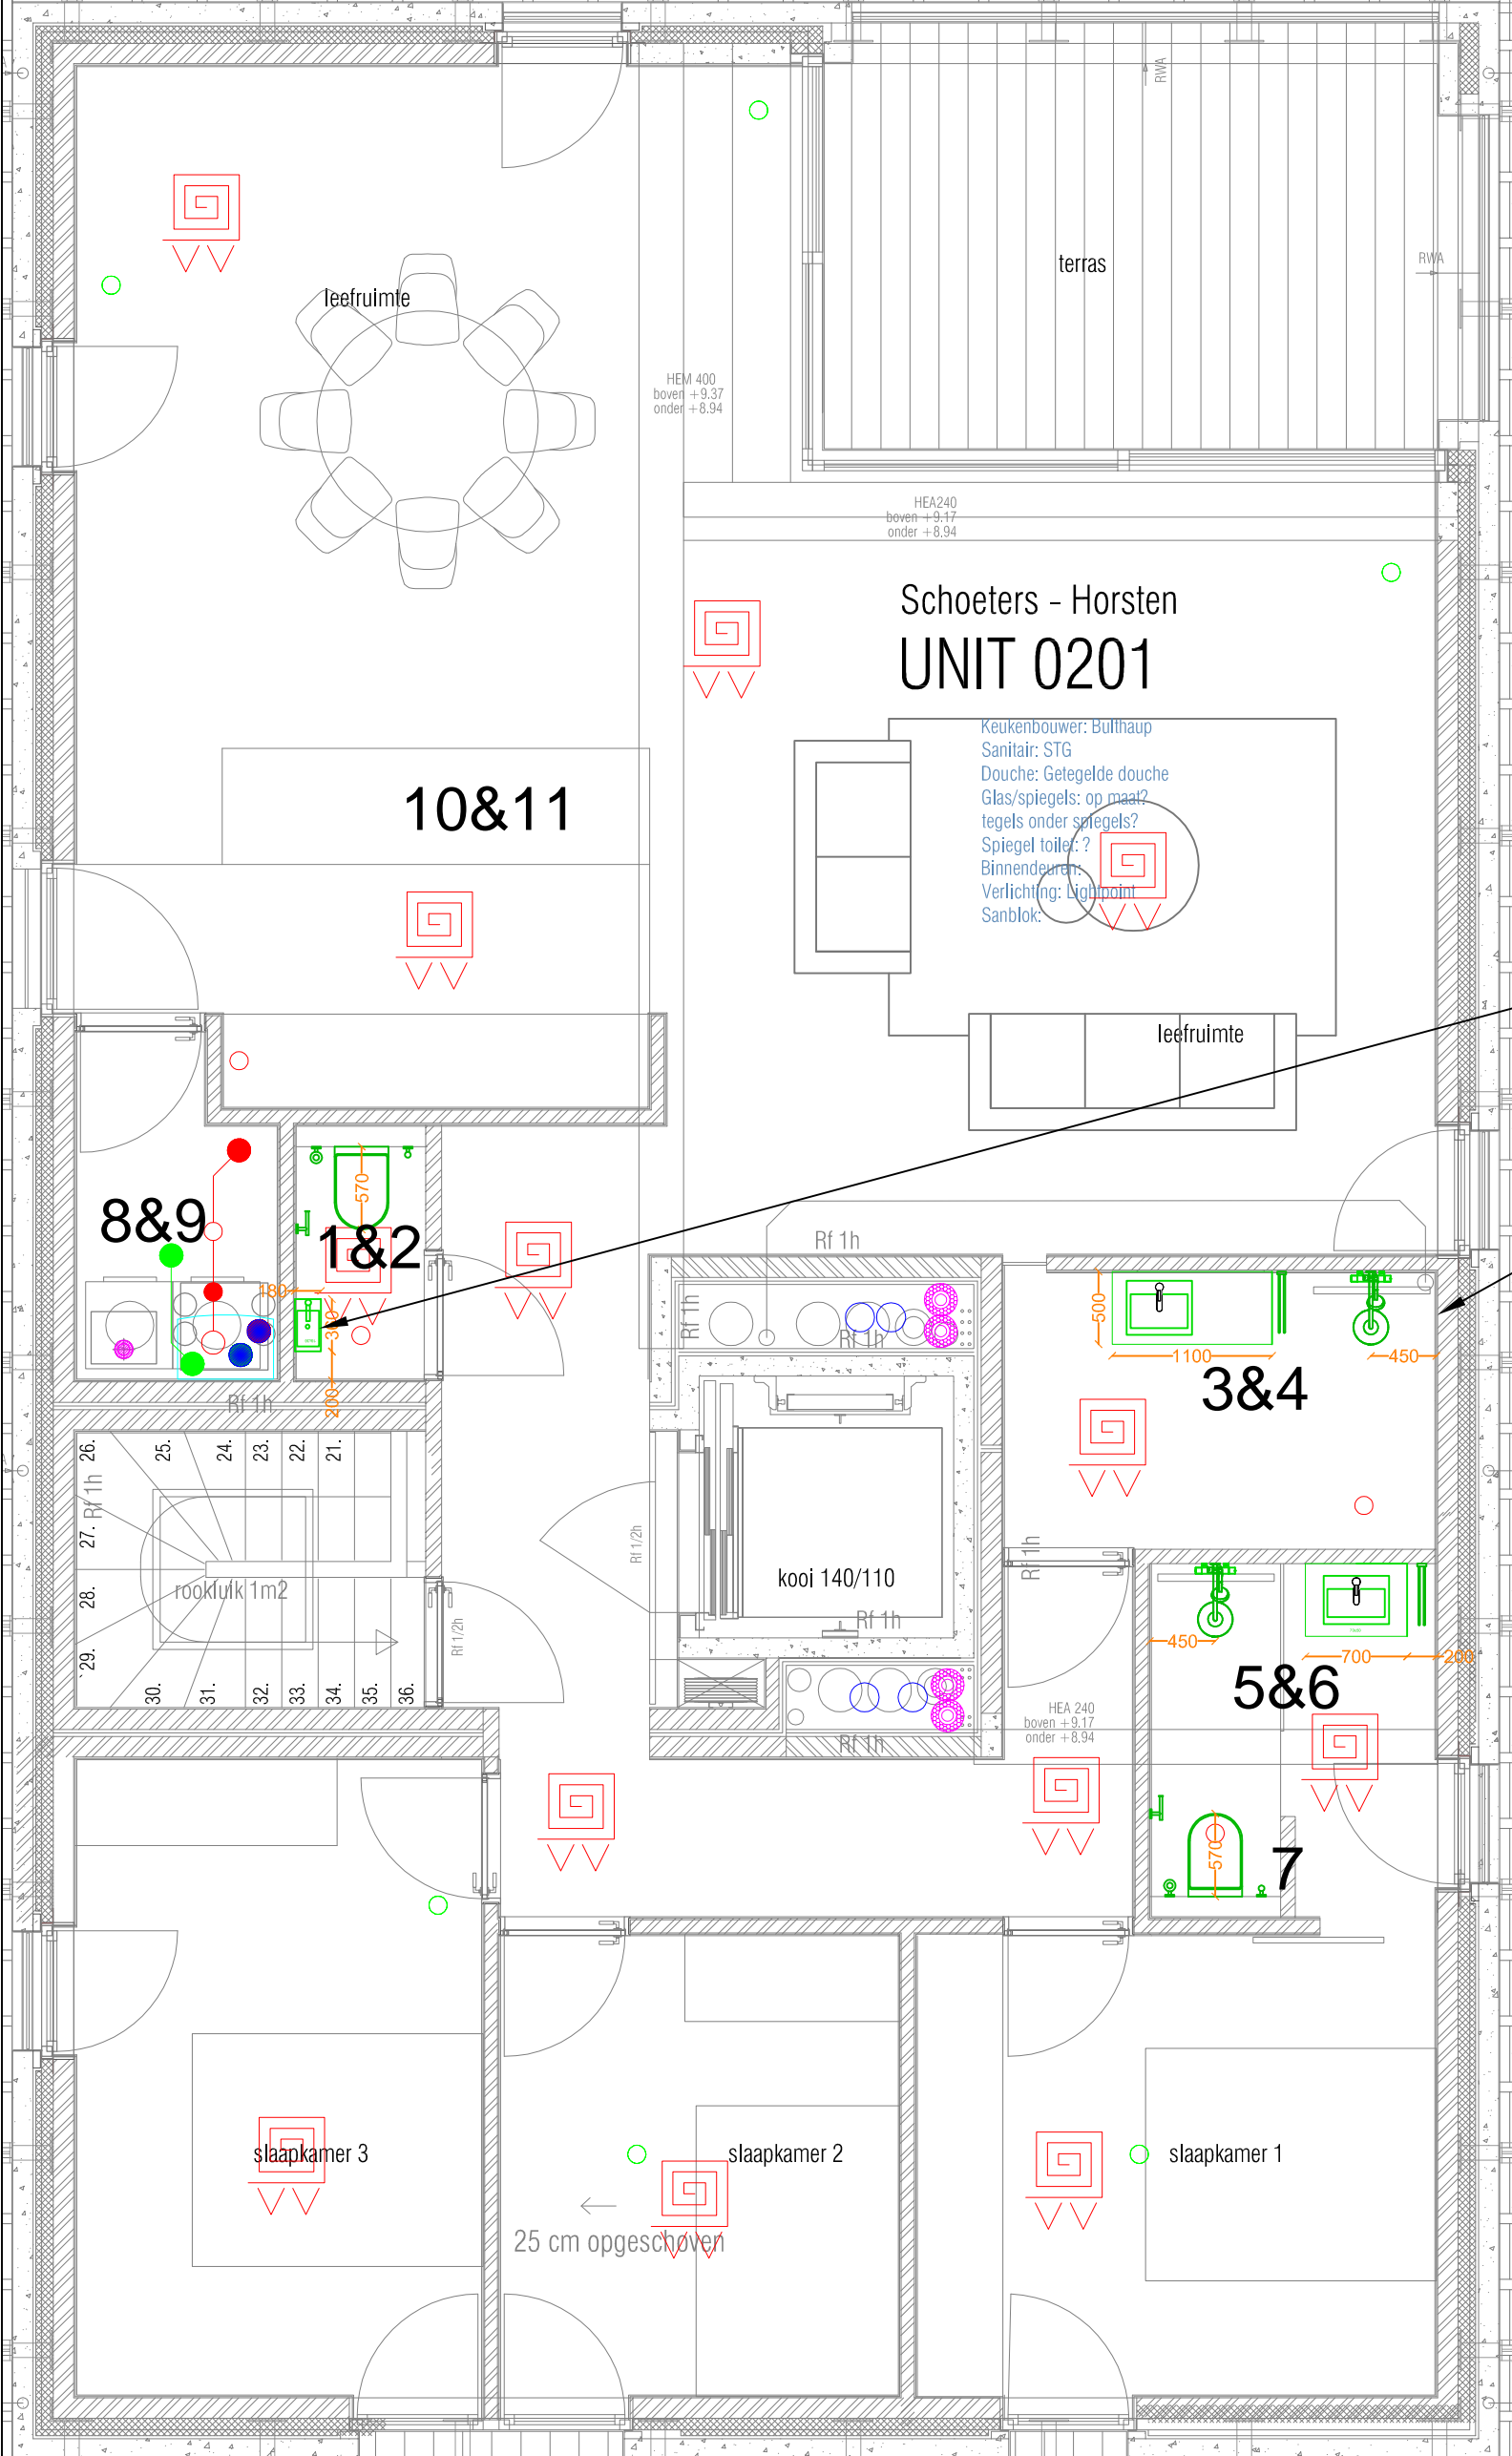 RWA
terras
RWA
leefruimte
HEM 400
boven +9.37
onder +8.94
HEA240
boven +9.17
onder +8.94
Schoeters - Horsten
UNIT 0201
Keukenbouwer: Bulthaup
Sanitair: STG
Douche: Getegelde douche
Glas/spiegels: op maat?
tegels onder spiegels?
Spiegel toilet: ?
Binnendeuren:
Verlichting: Lightpoint
Sanblok:
10&11
leefruimte
570
8&9
1&2
Rf 1h
180
300
200
Rf 1h
Rf 1h
500
1100
450
3&4
Rf 1h
26.
25.
24.
23.
22.
21.
Rf 1h
27.
28.
`29.
rookluik 1m2
30.
31.
32.
33.
34.
35.
36.
Rf 1/2h
Rf 1/2h
kooi 140/110
Rf 1h
Rf 1h
Rf 1h
450
700
200
5&6
HEA 240
boven +9.17
onder +8.94
570
7
slaapkamer 3
slaapkamer 2
slaapkamer 1
25 cm opgeschoven